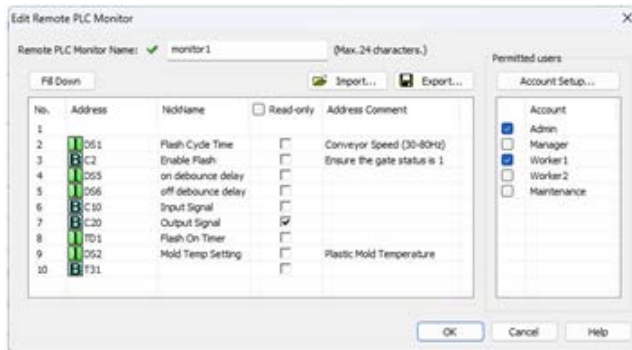 Edit Remote PLC Monitor
Remote PLC Monitor Name: monitor1 (Max. 24 characters.)
Permitted users
Fill Down Import... Export... Account Setup...
No. Address NickName Read-only Address Comment
1
2 I DS1 Flash Cycle Time Conveyor Speed (30-80Hz)
3 B C2 Enable Flash Ensure the gate status is 1
4 I DS5 on debounce delay
5 I DS6 off debounce delay
6 B C10 Input Signal
7 B C20 Output Signal
8 I TD1 Flash On Timer
9 I DS2 Mold Temp Setting Plastic Mold Temperature
10 B T31
Account
Admin
Manager
Worker1
Worker2
Maintenance
OK Cancel Help